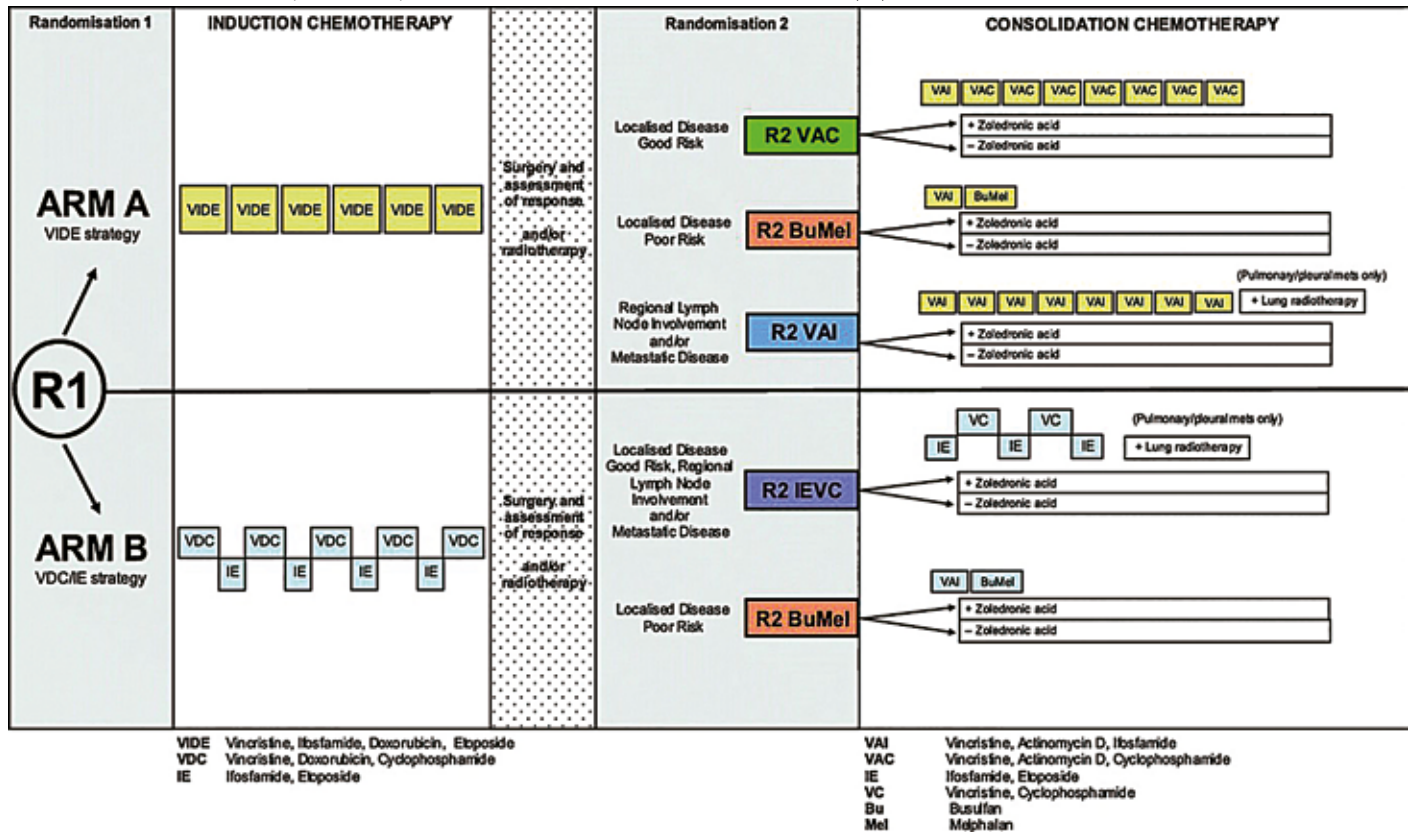 Randomisation 1
INDUCTION CHEMOTHERAPY
Randomisation 2
CONSOLIDATION CHEMOTHERAPY
ARM A
VIDE strategy
R1
ARM B
VDC/IE strategy
VIDE VIDE VIDE VIDE VIDE VIDE
Surgery and
assessment
of response
and/or
radiotherapy
Localised Disease
Good Risk
R2 VAC
VAI VAC VAC VAC VAC VAC VAC VAC
+ Zoledronic acid
– Zoledronic acid
Localised Disease
Poor Risk
R2 BuMel
VAI BuMel
+ Zoledronic acid
– Zoledronic acid
Regional Lymph
Node Involvement
and/or
Metastatic Disease
R2 VAI
(Pulmonary/pleural mets only)
VAI VAI VAI VAI VAI VAI VAI VAI + Lung radiotherapy
+ Zoledronic acid
– Zoledronic acid
VDC VDC VDC VDC VDC
IE IE IE IE
Surgery and
assessment
of response
and/or
radiotherapy
Localised Disease
Good Risk, Regional
Lymph Node
Involvement
and/or
Metastatic Disease
R2 IEVC
VC VC (Pulmonary/pleural mets only)
IE IE IE + Lung radiotherapy
+ Zoledronic acid
– Zoledronic acid
Localised Disease
Poor Risk
R2 BuMel
VAI BuMel
+ Zoledronic acid
– Zoledronic acid
VIDE Vincristine, Ifosfamide, Doxorubicin, Etoposide
VDC Vincristine, Doxorubicin, Cyclophosphamide
IE Ifosfamide, Etoposide
VAI Vincristine, Actinomycin D, Ifosfamide
VAC Vincristine, Actinomycin D, Cyclophosphamide
IE Ifosfamide, Etoposide
VC Vincristine, Cyclophosphamide
Bu Busulfan
Mel Melphalan